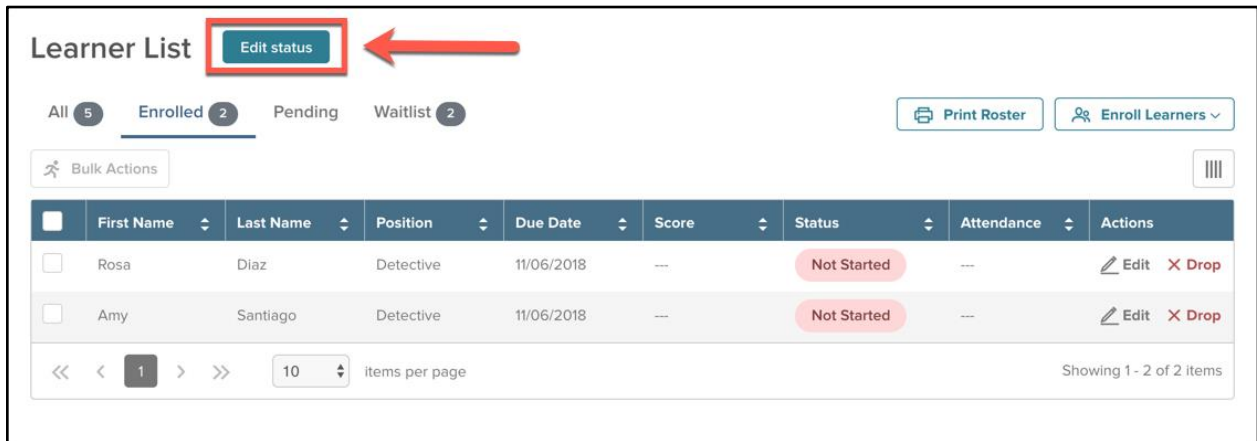 Learner List Edit status
All 5 Enrolled 2 Pending Waitlist 2 Print Roster Enroll Learners
Bulk Actions
First Name Last Name Position Due Date Score Status Attendance Actions
Rosa Diaz Detective 11/06/2018 --- Not Started --- Edit Drop
Amy Santiago Detective 11/06/2018 --- Not Started --- Edit Drop
1 10 items per page Showing 1 - 2 of 2 items